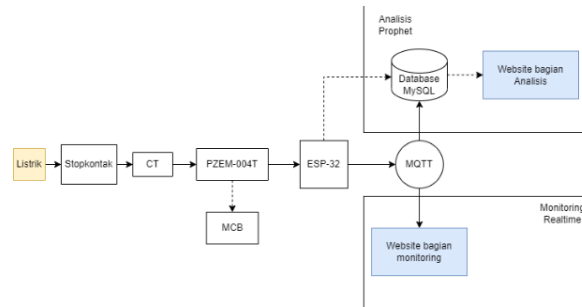 Analisis
Prophet
Database
MySQL
Website bagian
Analisis
Listrik
Stopkontak
CT
PZEM-004T
ESP-32
MQTT
MCB
Monitoring
Realtime
Website bagian
monitoring